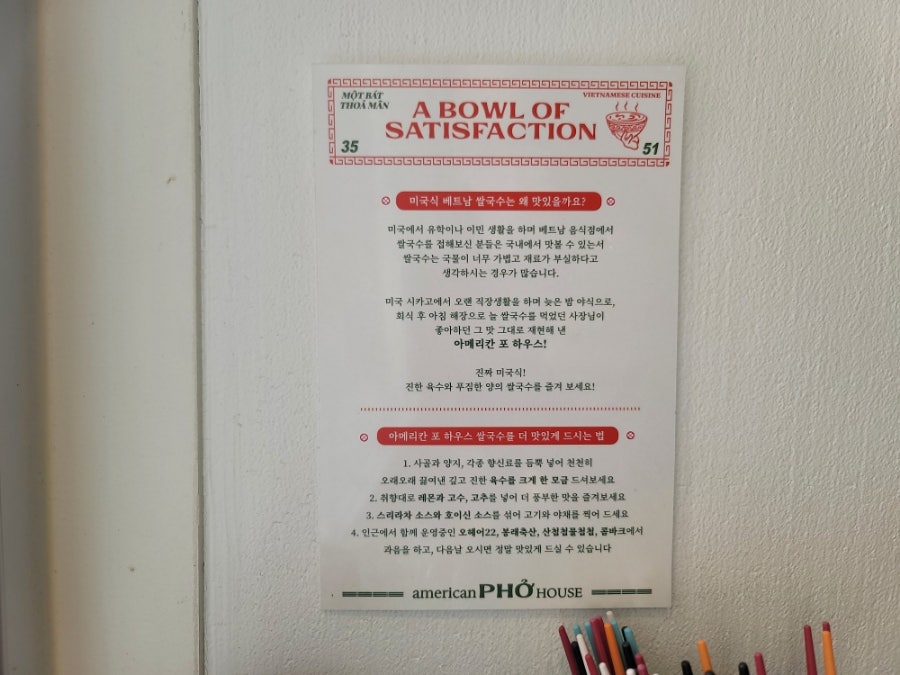 MỘT BÁT
THOẢ MÃN
VIETNAMESE CUISINE
A BOWL OF
SATISFACTION
35
51
미국식 베트남 쌀국수는 왜 맛있을까요?
미국에서 유학이나 이민 생활을 하며 베트남 음식점에서
쌀국수를 접해보신 분들은 국내에서 맛볼 수 있는서
쌀국수는 국물이 너무 가볍고 재료가 부실하다고
생각하시는 경우가 많습니다.
미국 시카고에서 오랜 직장생활을 하며 늦은 밤 야식으로,
회식 후 아침 해장으로 늘 쌀국수를 먹었던 사장님이
좋아하던 그 맛 그대로 재현해 낸
아메리칸 포 하우스!
진짜 미국식!
진한 육수와 푸짐한 양의 쌀국수를 즐겨 보세요!
아메리칸 포 하우스 쌀국수를 더 맛있게 드시는 법
1. 사골과 양지, 각종 향신료를 듬뿍 넣어 천천히
오래오래 끓여낸 깊고 진한 육수를 크게 한 모금 드셔보세요
2. 취향대로 레몬과 고수, 고추를 넣어 더 풍부한 맛을 즐겨보세요
3. 스리라차 소스와 호이신 소스를 섞어 고기와 야채를 찍어 드세요
4. 인근에서 함께 운영중인 오헤어22, 봉래축산, 산첩첩물첩첩, 콤바크에서
과음을 하고, 다음날 오시면 정말 맛있게 드실 수 있습니다
american PHỞ HOUSE